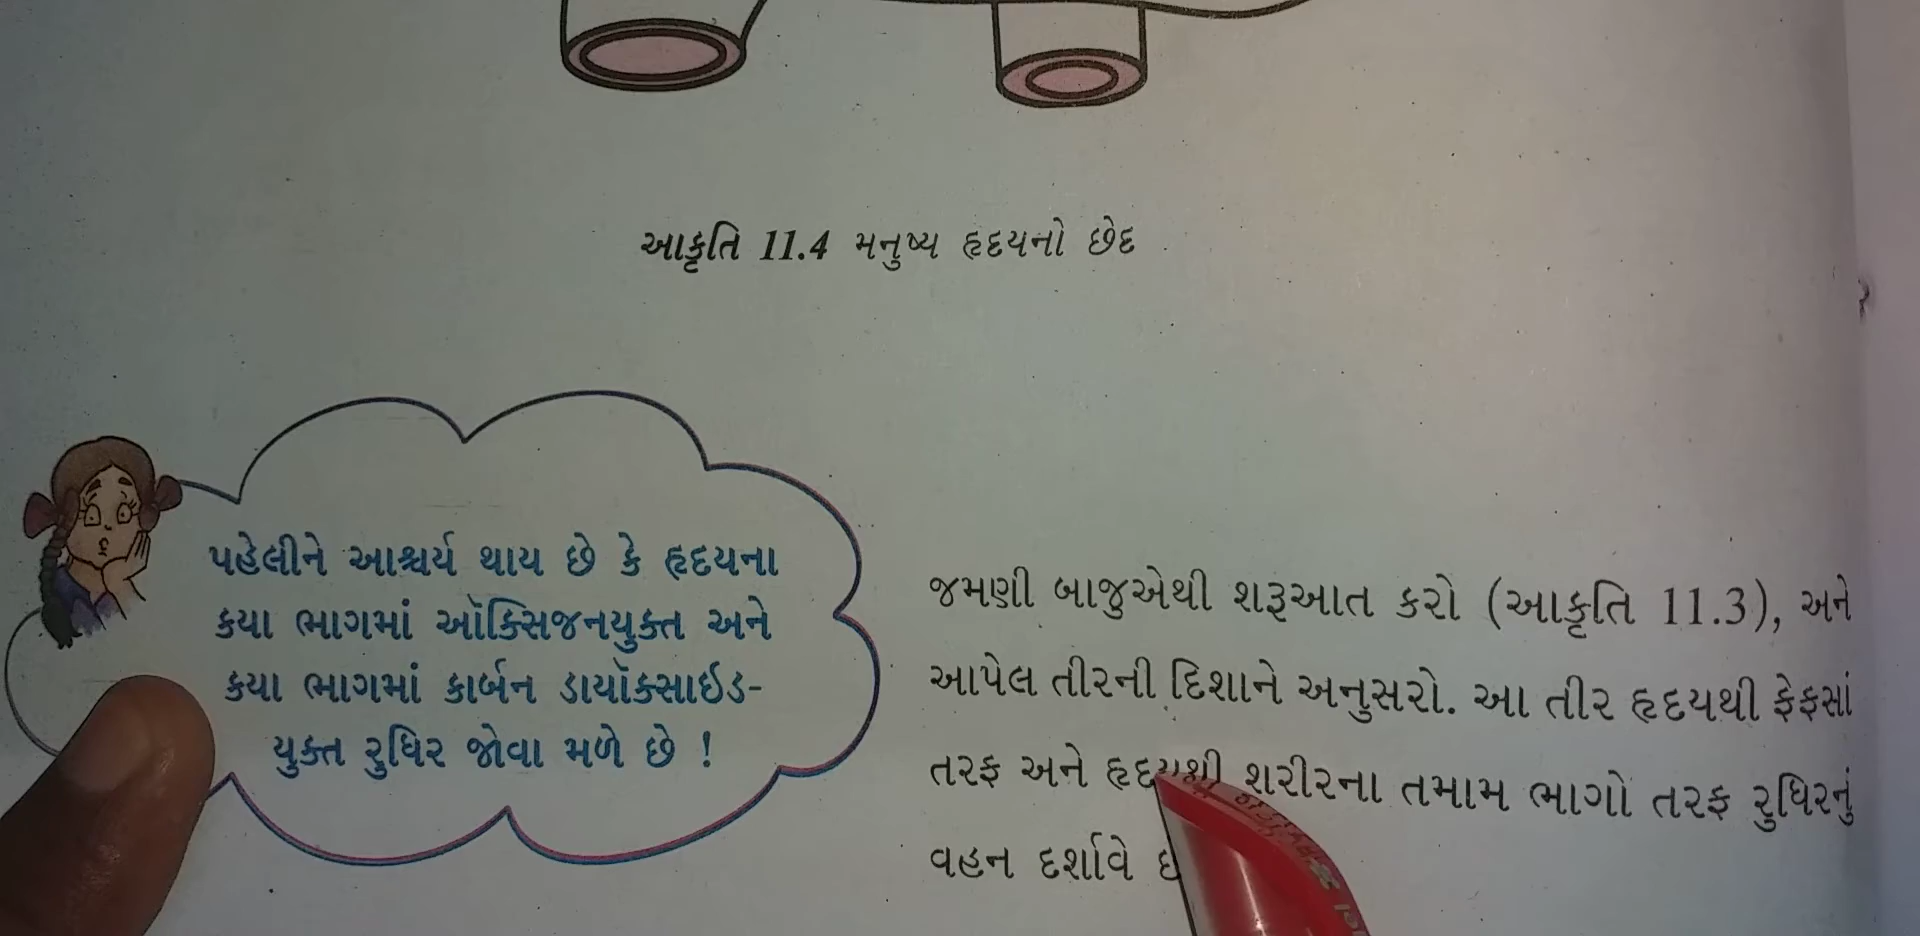 આકૃતિ 11.4 મનુષ્ય હૃદયનો છેદ
પહેલીને આશ્ચર્ય થાય છે કે હૃદયના
કયા ભાગમાં ઑક્સિજનયુક્ત અને
કયા ભાગમાં કાર્બન ડાયૉક્સાઇડ-
યુક્ત રુધિર જોવા મળે છે !
જમણી બાજુએથી શરૂઆત કરો (આકૃતિ 11.3), અને
આપેલ તીરની દિશાને અનુસરો. આ તીર હૃદયથી ફેફસાં
તરફ અને હૃદયથી શરીરના તમામ ભાગો તરફ રુધિરનું
વહન દર્શાવે